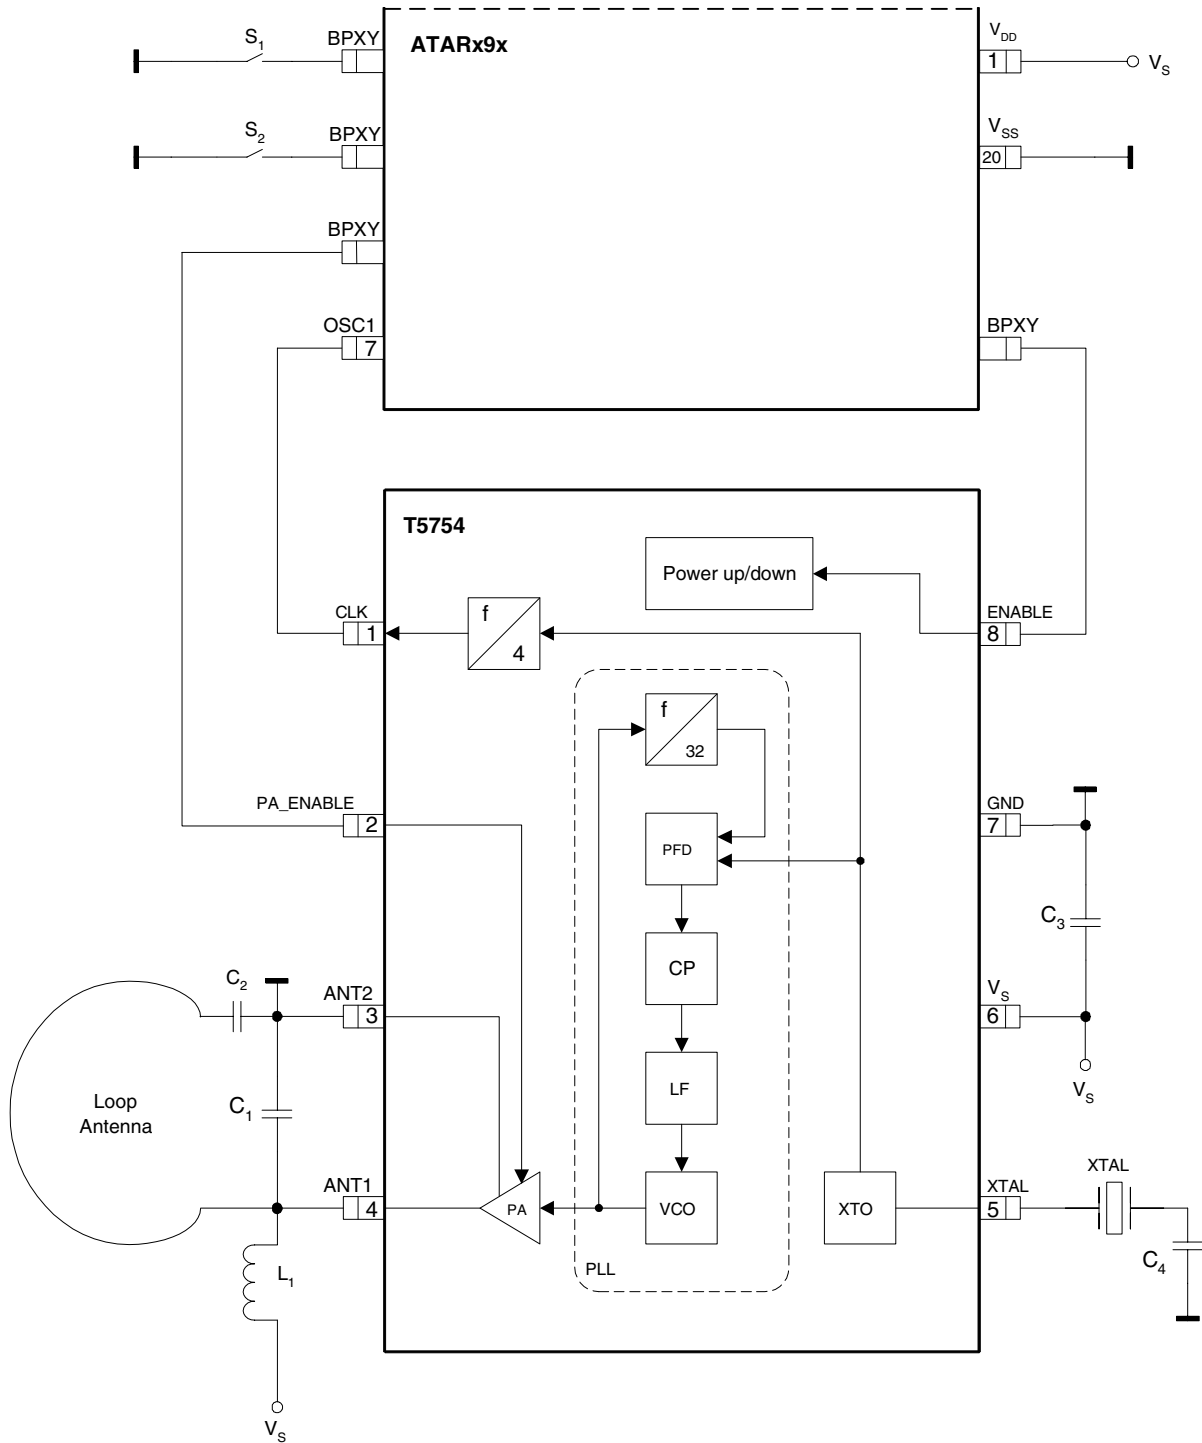 ATARx9x
S1
BPXY
VDD
1
VS
S2
BPXY
VSS
20
BPXY
OSC1
7
BPXY
T5754
Power up/down
CLK
1
f
4
ENABLE
8
f
32
PA_ENABLE
2
GND
7
PFD
C3
CP
C2
ANT2
3
VS
6
VS
LF
Loop
Antenna
C1
ANT1
4
PA
VCO
XTO
XTAL
5
XTAL
C4
PLL
L1
VS